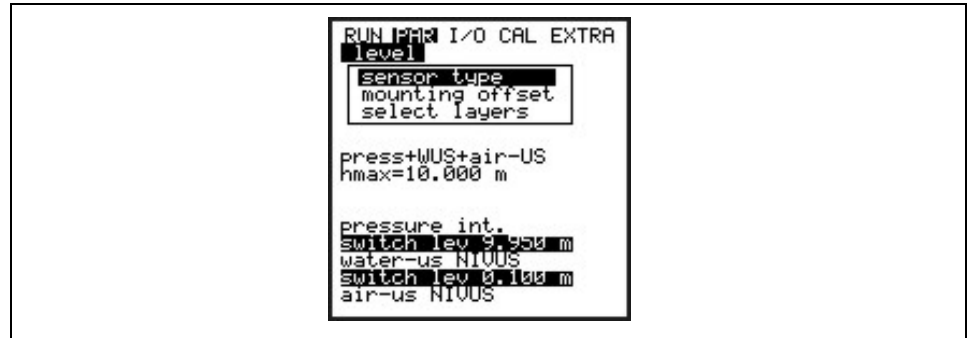 RUN PAR I/O CAL EXTRA
level
sensor type
mounting offset
select layers
press+WUS+air-US
hmax=10.000 m
pressure int.
switch lev 9.950 m
water-us NIVUS
switch lev 0.100 m
air-us NIVUS